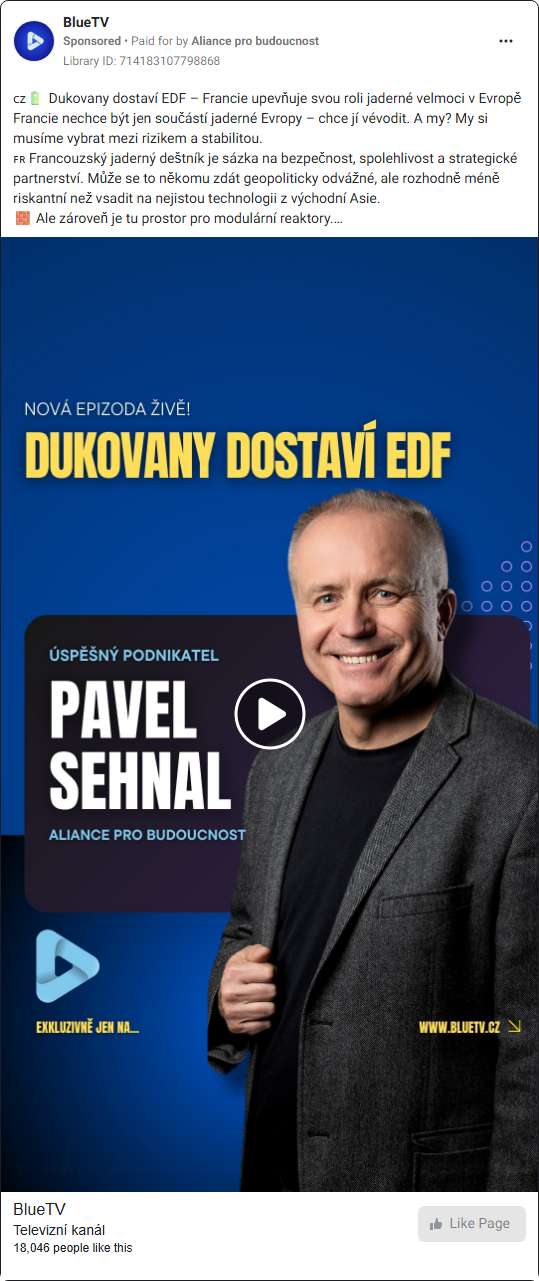 BlueTV
Sponsored • Paid for by Aliance pro budoucnost
Library ID: 714183107798868
CZ🔋 Dukovany dostaví EDF – Francie upevňuje svou roli jaderné velmoci v Evropě
Francie nechce být jen součástí jaderné Evropy – chce jí vévodit. A my? My si
musíme vybrat mezi rizikem a stabilitou.
FR Francouzský jaderný deštník je sázka na bezpečnost, spolehlivost a strategické
partnerství. Může se to někomu zdát geopoliticky odvážné, ale rozhodně méně
riskantní než vsadit na nejistou technologii z východní Asie.
🧱 Ale zároveň je tu prostor pro modulární reaktory.…
NOVÁ EPIZODA ŽIVĚ!
DUKOVANY DOSTAVÍ EDF
ÚSPĚŠNÝ PODNIKATEL
PAVEL
SEHNAL
ALIANCE PRO BUDOUCNOST
EXKLUZIVNĚ JEN NA...
WWW.BLUETV.CZ
BlueTV
Televizní kanál
18,046 people like this
Like Page